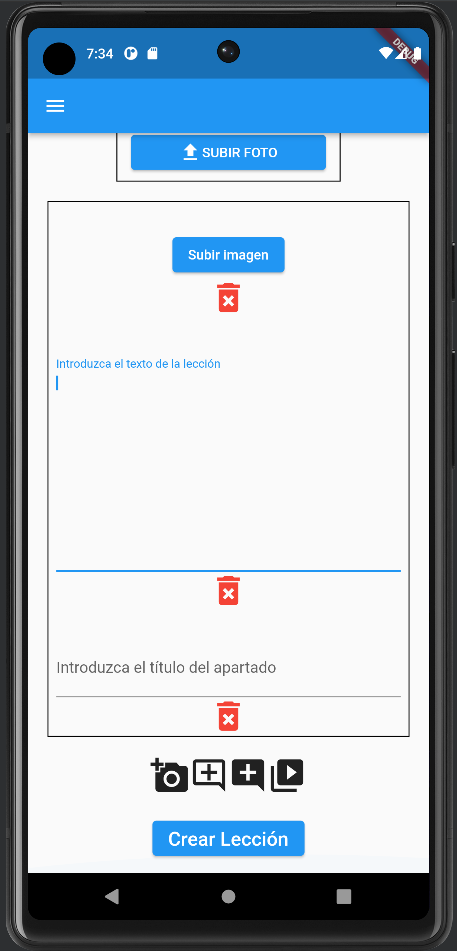 7:34
DEBUG
SUBIR FOTO
Subir imagen
Introduzca el texto de la lección
Introduzca el título del apartado
Crear Lección